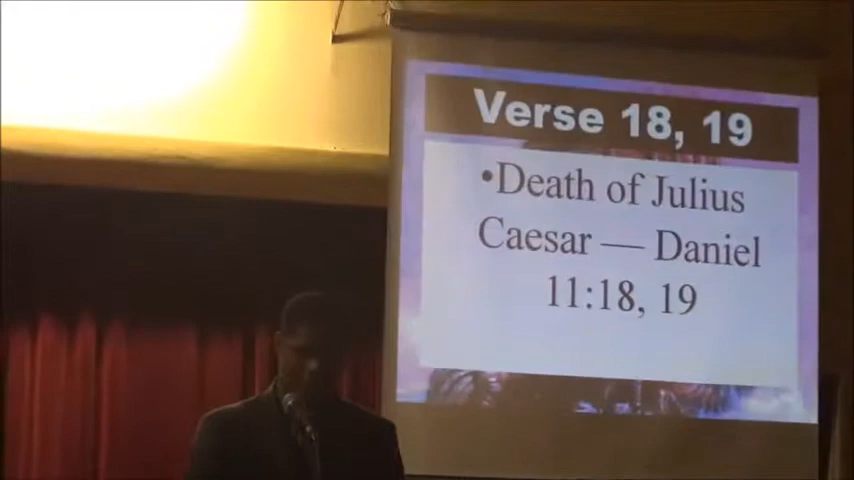 Verse 18, 19
•Death of Julius
Caesar — Daniel
11:18, 19